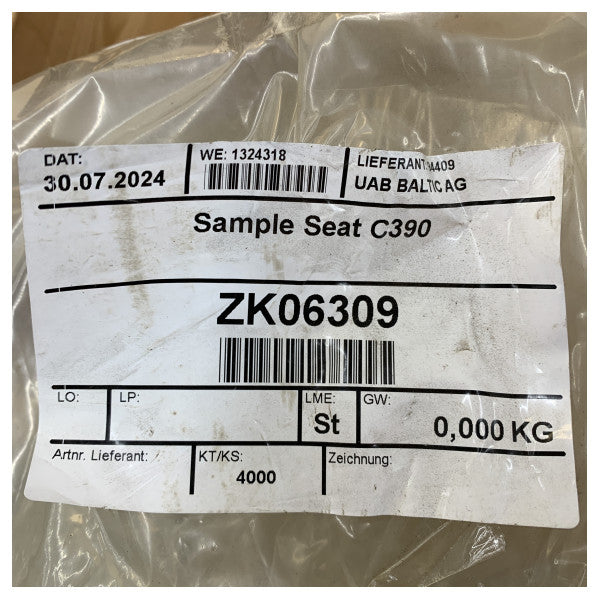 DAT:
30.07.2024
WE: 1324318
LIEFERANT:
UAB BALTIC AG
Sample Seat C390
ZK06309
LO:
LP:
LME:
St
GW:
0,000 KG
Artnr. Lieferant:
KT/KS:
4000
Zeichnung: